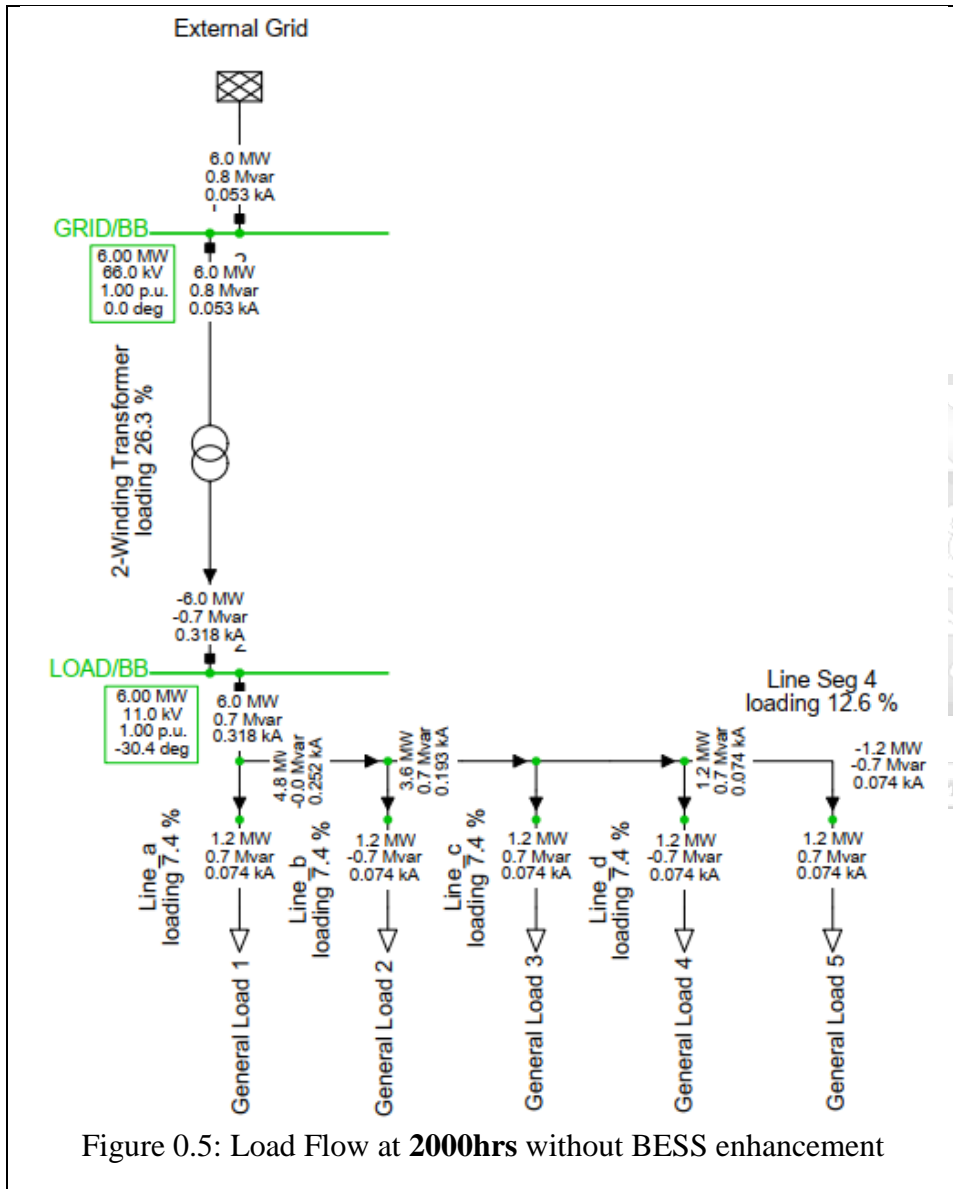 External Grid
6.0 MW
0.8 Mvar
0.053 kA
GRID/BB
6.00 MW
66.0 kV
1.00 p.u.
0.0 deg
6.0 MW
0.8 Mvar
0.053 kA
2-Winding Transformer
loading 26.3 %
-6.0 MW
-0.7 Mvar
0.318 kA
LOAD/BB
6.00 MW
11.0 kV
1.00 p.u.
-30.4 deg
6.0 MW
0.7 Mvar
0.318 kA
Line Seg 4
loading 12.6 %
4.8 MW
-0.0 Mvar
0.252 kA
3.6 MW
0.7 Mvar
0.193 kA
1.2 MW
0.7 Mvar
0.074 kA
-1.2 MW
-0.7 Mvar
0.074 kA
Line_a
loading 7.4 %
1.2 MW
0.7 Mvar
0.074 kA
Line_b
loading 7.4 %
1.2 MW
-0.7 Mvar
0.074 kA
Line_c
loading 7.4 %
1.2 MW
0.7 Mvar
0.074 kA
Line_d
loading 7.4 %
1.2 MW
-0.7 Mvar
0.074 kA
1.2 MW
0.7 Mvar
0.074 kA
General Load 1
General Load 2
General Load 3
General Load 4
General Load 5
Figure 0.5: Load Flow at 2000hrs without BESS enhancement